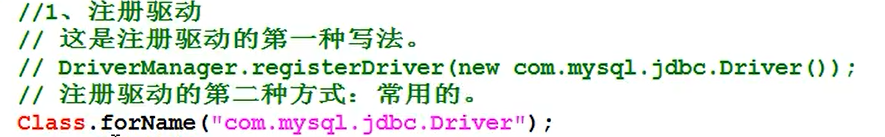 //1、注册驱动
// 这是注册驱动的第一种写法。
// DriverManager.registerDriver(new com.mysql.jdbc.Driver());
// 注册驱动的第二种方式：常用的。
Class.forName("com.mysql.jdbc.Driver");